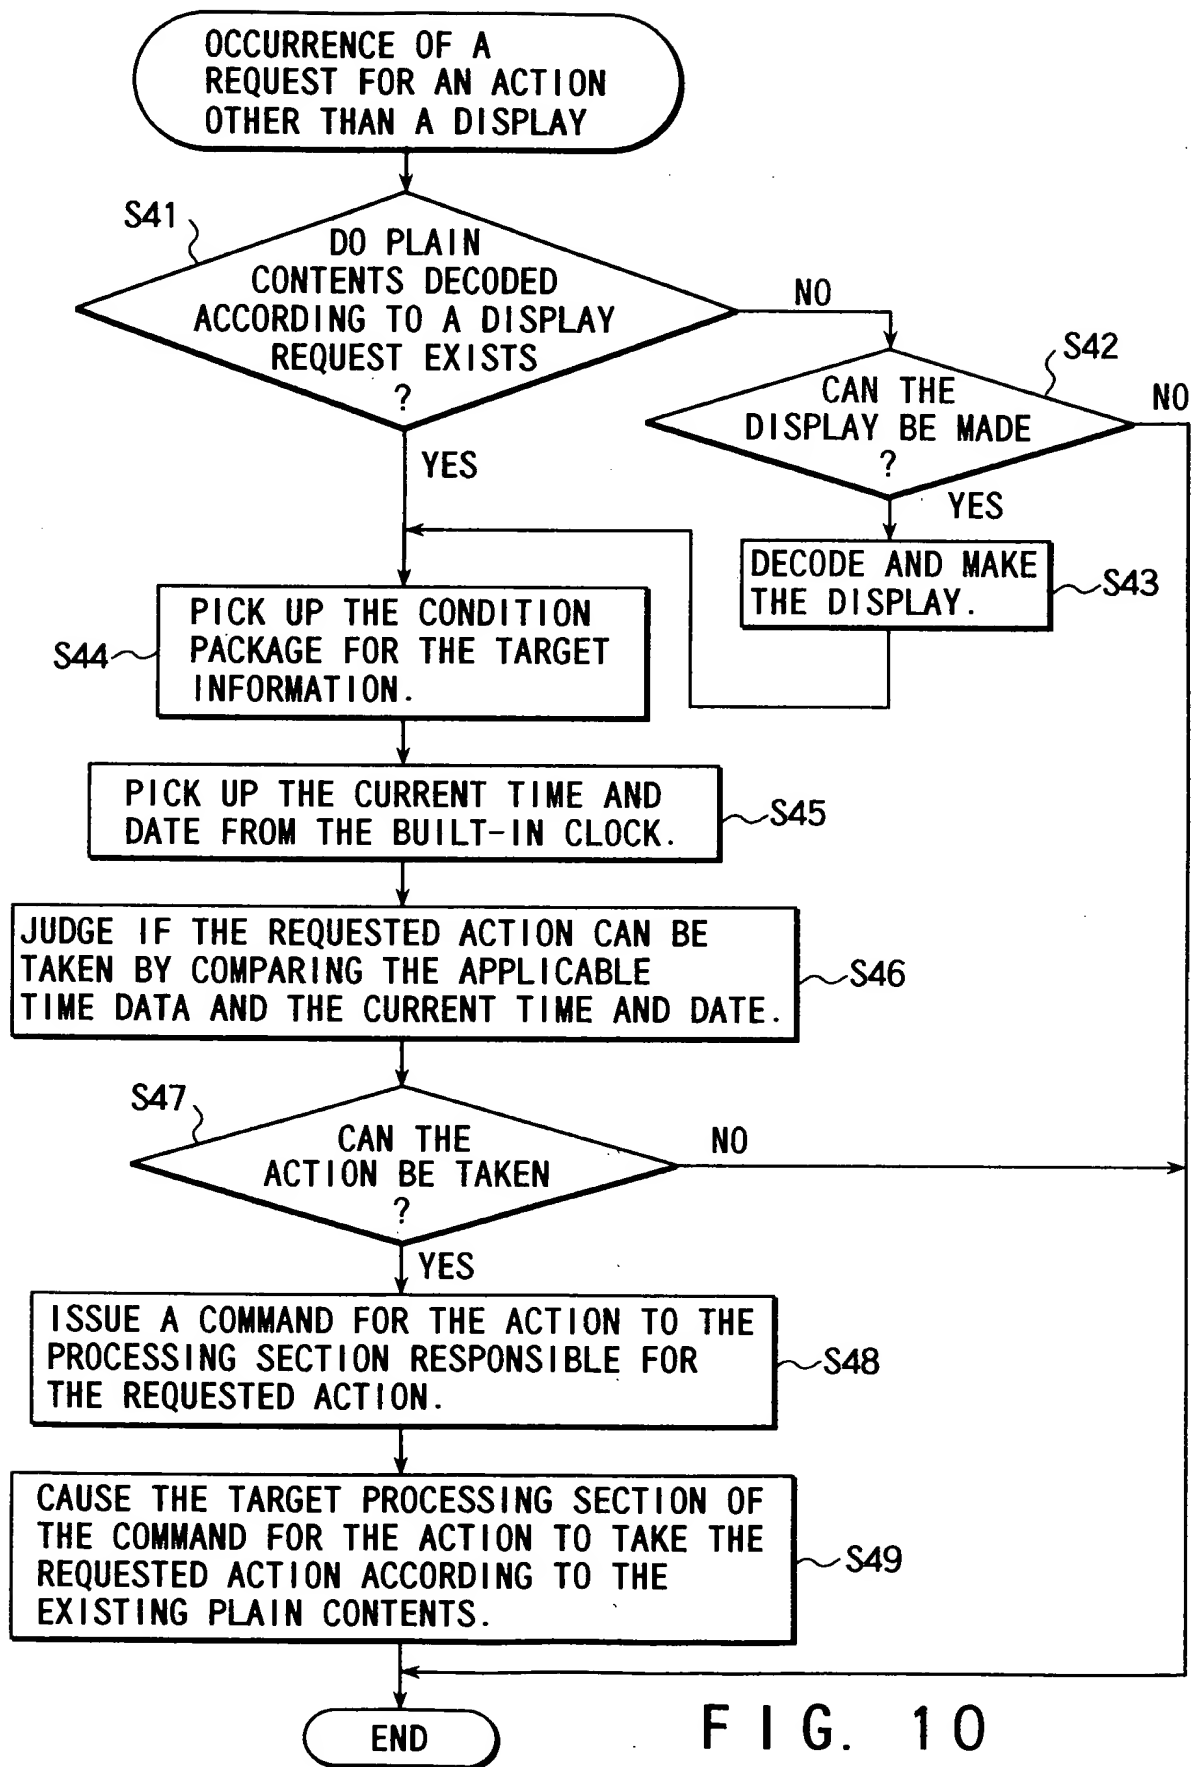 OCCURRENCE OF A
REQUEST FOR AN ACTION
OTHER THAN A DISPLAY
S41
DO PLAIN
CONTENTS DECODED
ACCORDING TO A DISPLAY
REQUEST EXISTS
?
NO
YES
S42
CAN THE
DISPLAY BE MADE
?
NO
YES
DECODE AND MAKE
THE DISPLAY.
S43
S44
PICK UP THE CONDITION
PACKAGE FOR THE TARGET
INFORMATION.
PICK UP THE CURRENT TIME AND
DATE FROM THE BUILT-IN CLOCK.
S45
JUDGE IF THE REQUESTED ACTION CAN BE
TAKEN BY COMPARING THE APPLICABLE
TIME DATA AND THE CURRENT TIME AND DATE.
S46
S47
CAN THE
ACTION BE TAKEN
?
NO
YES
ISSUE A COMMAND FOR THE ACTION TO THE
PROCESSING SECTION RESPONSIBLE FOR
THE REQUESTED ACTION.
S48
CAUSE THE TARGET PROCESSING SECTION OF
THE COMMAND FOR THE ACTION TO TAKE THE
REQUESTED ACTION ACCORDING TO THE
EXISTING PLAIN CONTENTS.
S49
END
FIG. 10